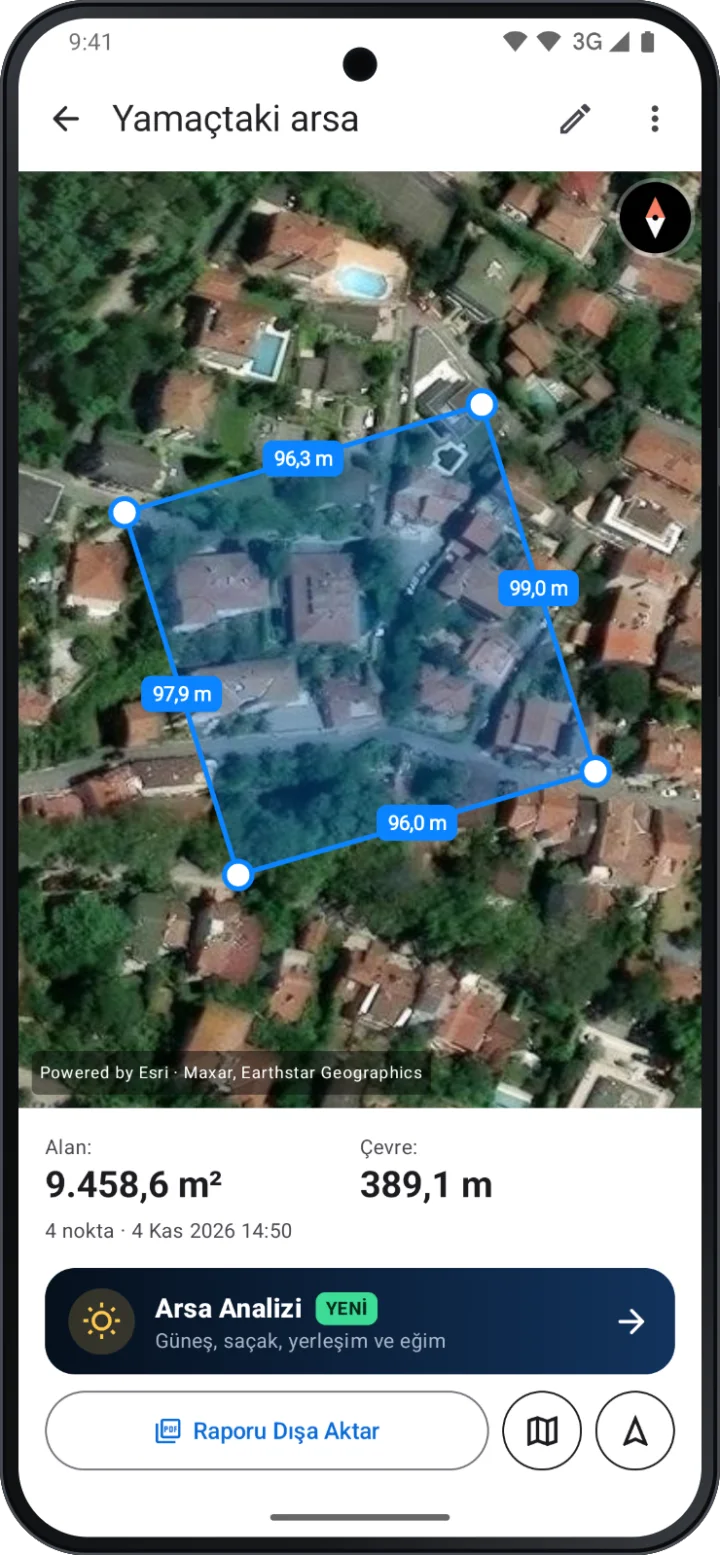 9:41
3G
Yamaçtaki arsa
96,3 m
99,0 m
97,9 m
96,0 m
Powered by Esri · Maxar, Earthstar Geographics
Alan:
Çevre:
9.458,6 m²
389,1 m
4 nokta · 4 Kas 2026 14:50
Arsa Analizi YENİ
Güneş, saçak, yerleşim ve eğim
PDF Raporu Dışa Aktar